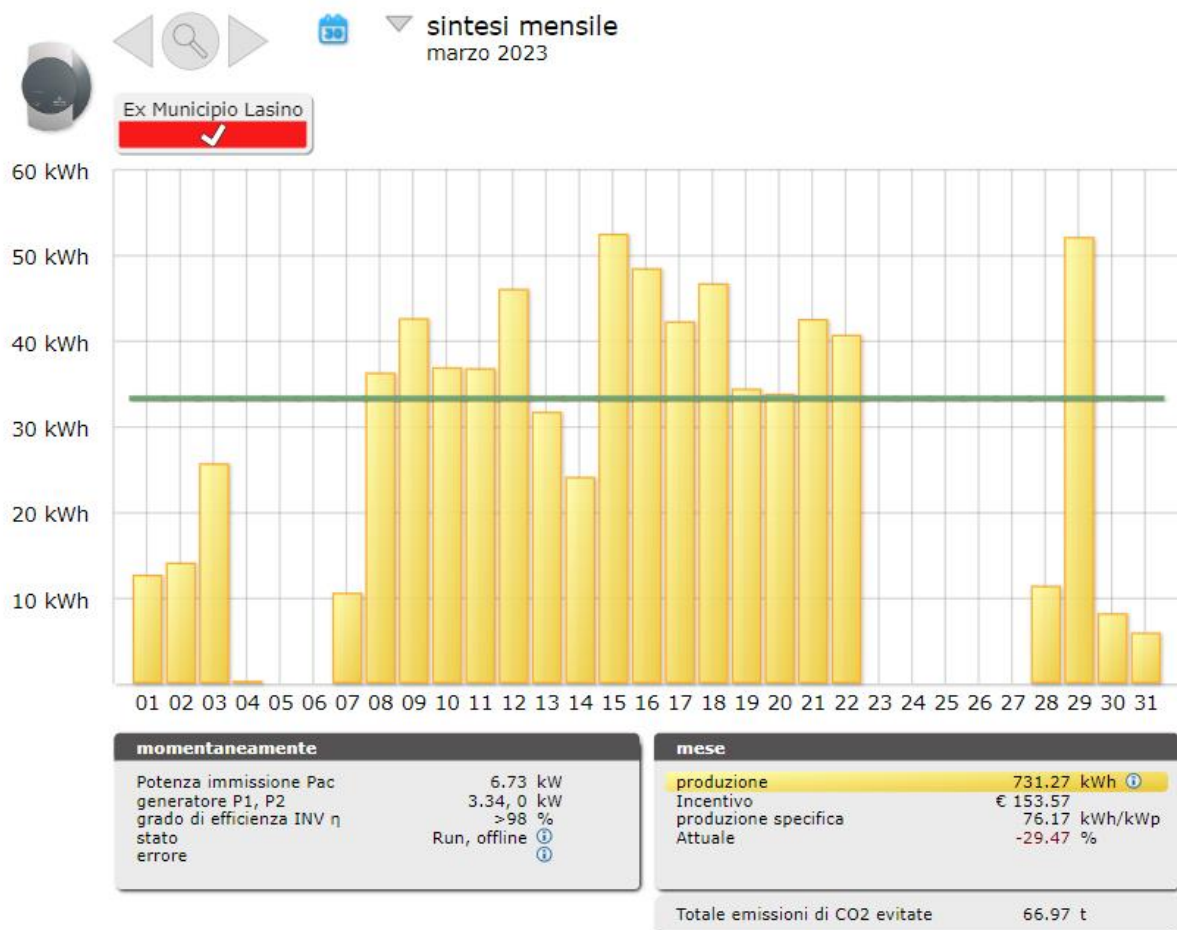 30
sintesi mensile
marzo 2023
Ex Municipio Lasino
60 kWh
50 kWh
40 kWh
30 kWh
20 kWh
10 kWh
01 02 03 04 05 06 07 08 09 10 11 12 13 14 15 16 17 18 19 20 21 22 23 24 25 26 27 28 29 30 31
momentaneamente
Potenza immissione Pac 6.73 kW
generatore P1, P2 3.34, 0 kW
grado di efficienza INV η >98 %
stato Run, offline
errore
mese
produzione 731.27 kWh
Incentivo € 153.57
produzione specifica 76.17 kWh/kWp
Attuale -29.47 %
Totale emissioni di CO2 evitate 66.97 t